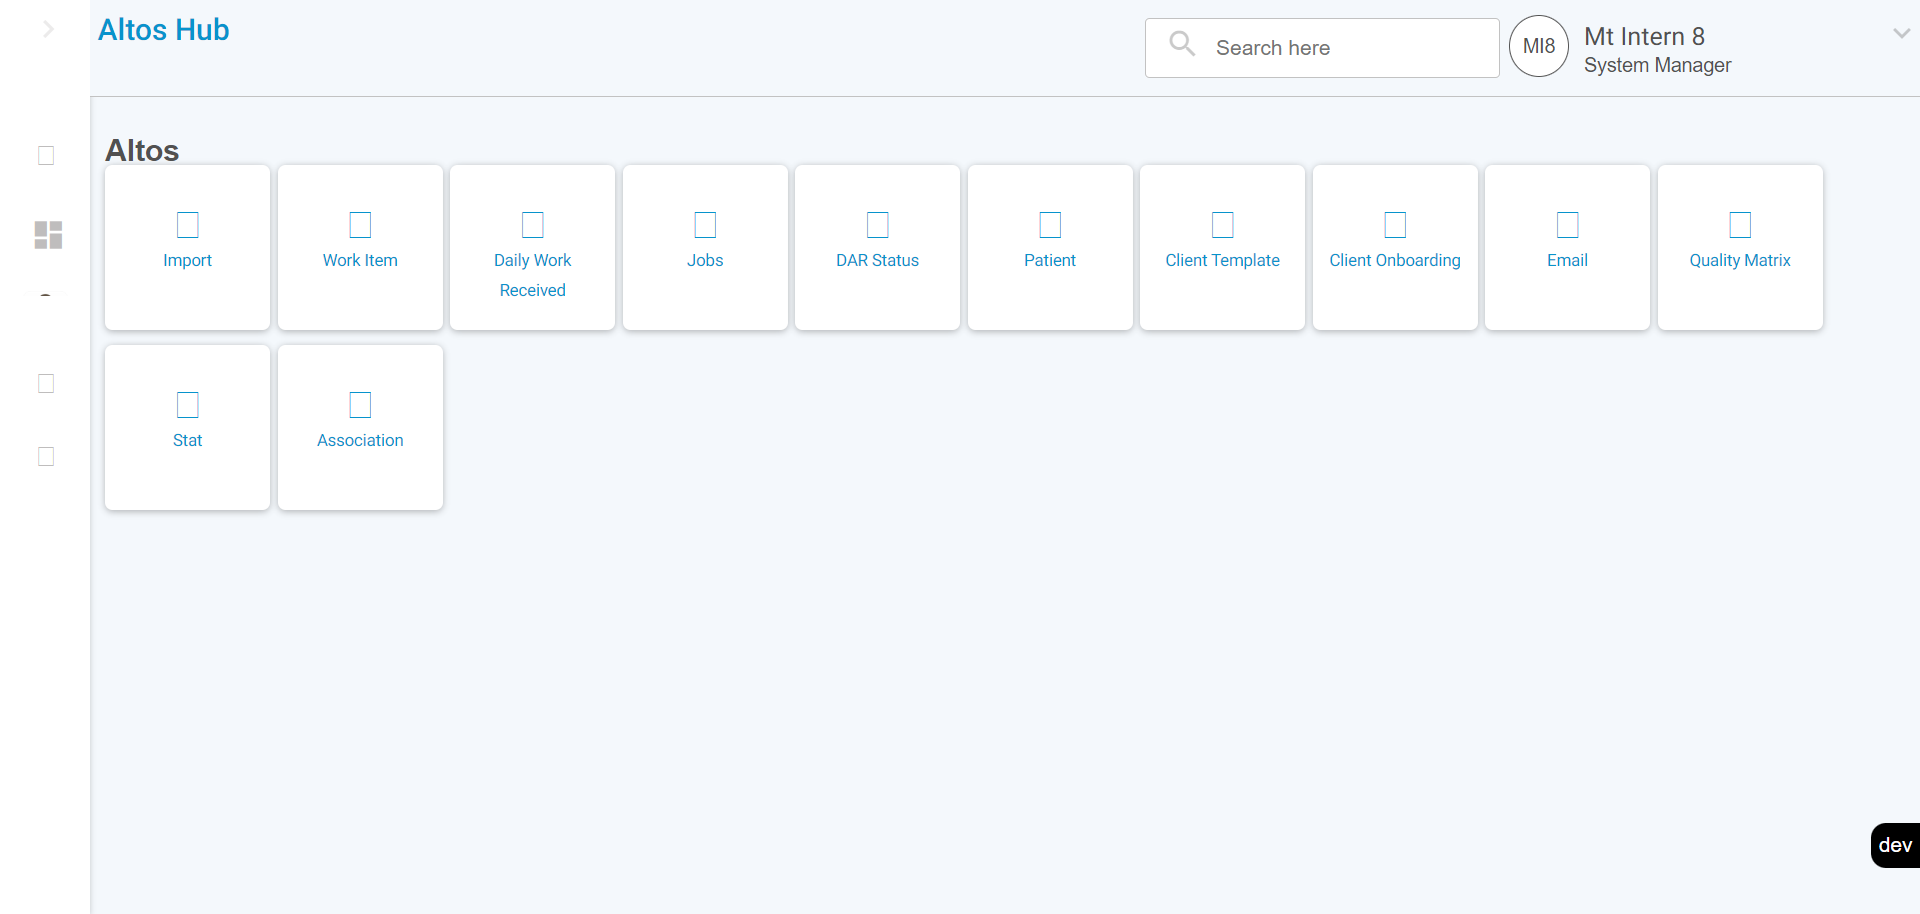 Altos Hub
Search here
MI8
Mt Intern 8
System Manager
Altos
Import
Work Item
Daily Work
Received
Jobs
DAR Status
Patient
Client Template
Client Onboarding
Email
Quality Matrix
Stat
Association
dev